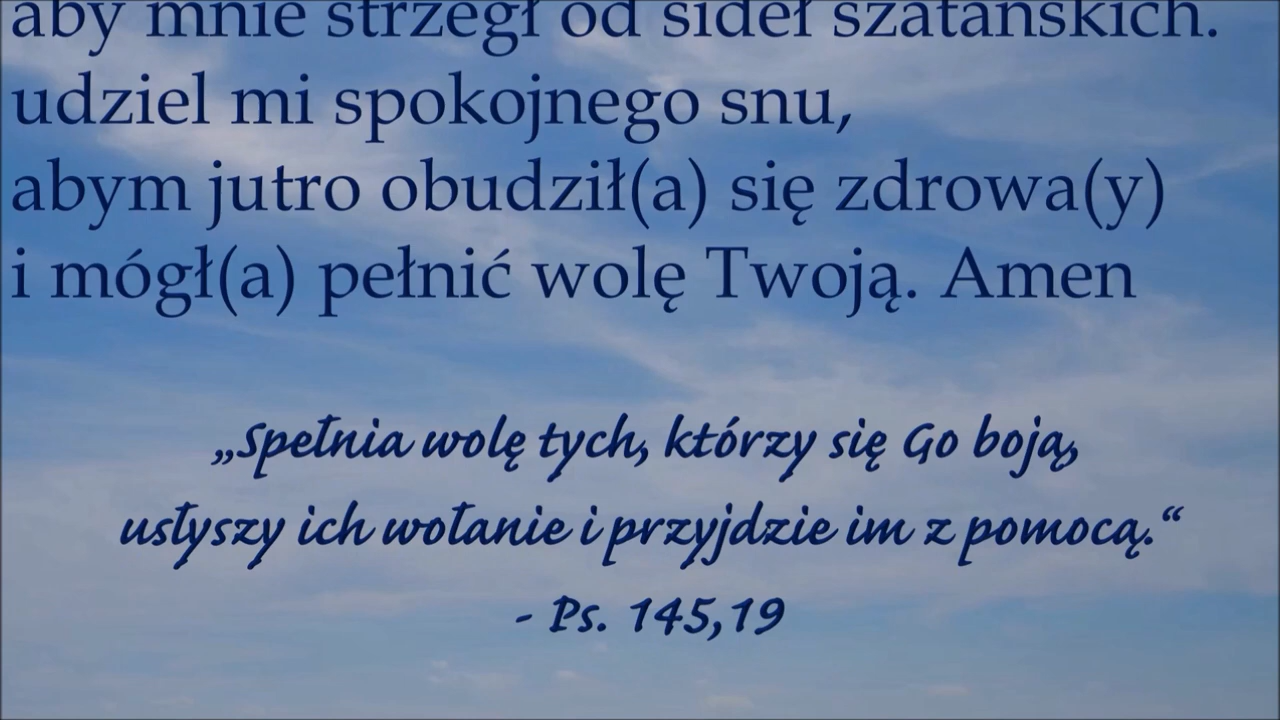 aby mnie strzegł od sideł szatańskich.
udziel mi spokojnego snu,
abym jutro obudził(a) się zdrowa(y)
i mógł(a) pełnić wolę Twoją. Amen
„Spełnia wolę tych, którzy się Go boją,
usłyszy ich wołanie i przyjdzie im z pomocą.“
- Ps. 145,19